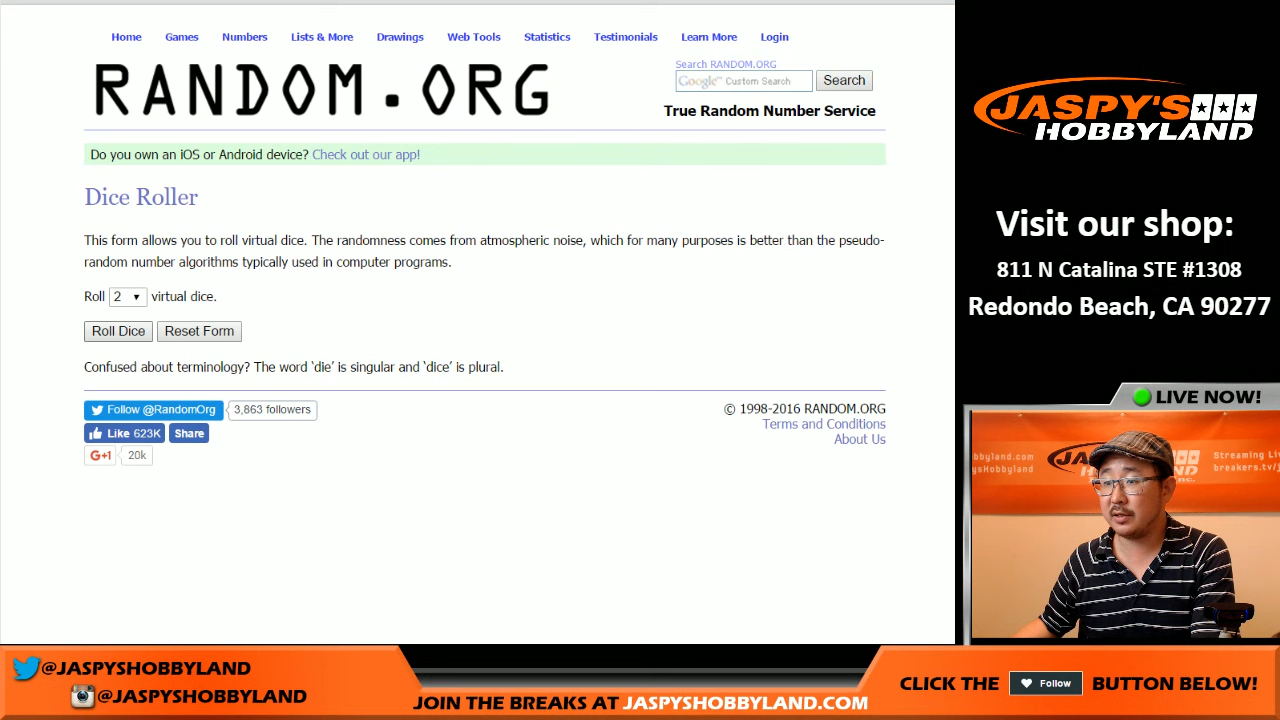 Home Games Numbers Lists & More Drawings Web Tools Statistics Testimonials Learn More Login
RANDOM.ORG
Search RANDOM.ORG
Google™ Custom Search Search
True Random Number Service
Do you own an iOS or Android device? Check out our app!
Dice Roller
This form allows you to roll virtual dice. The randomness comes from atmospheric noise, which for many purposes is better than the pseudo-
random number algorithms typically used in computer programs.
Roll 2 virtual dice.
Roll Dice Reset Form
Confused about terminology? The word ‘die’ is singular and ‘dice’ is plural.
Follow @RandomOrg 3,863 followers
Like 623K Share
G+1 20k
© 1998-2016 RANDOM.ORG
Terms and Conditions
About Us
JASPY'S
HOBBYLAND
Visit our shop:
811 N Catalina STE #1308
Redondo Beach, CA 90277
LIVE NOW!
Streaming Li
breakers.tv/j
@JASPYSHOBBYLAND
@JASPYSHOBBYLAND
JOIN THE BREAKS AT JASPYSHOBBYLAND.COM
CLICK THE Follow BUTTON BELOW!